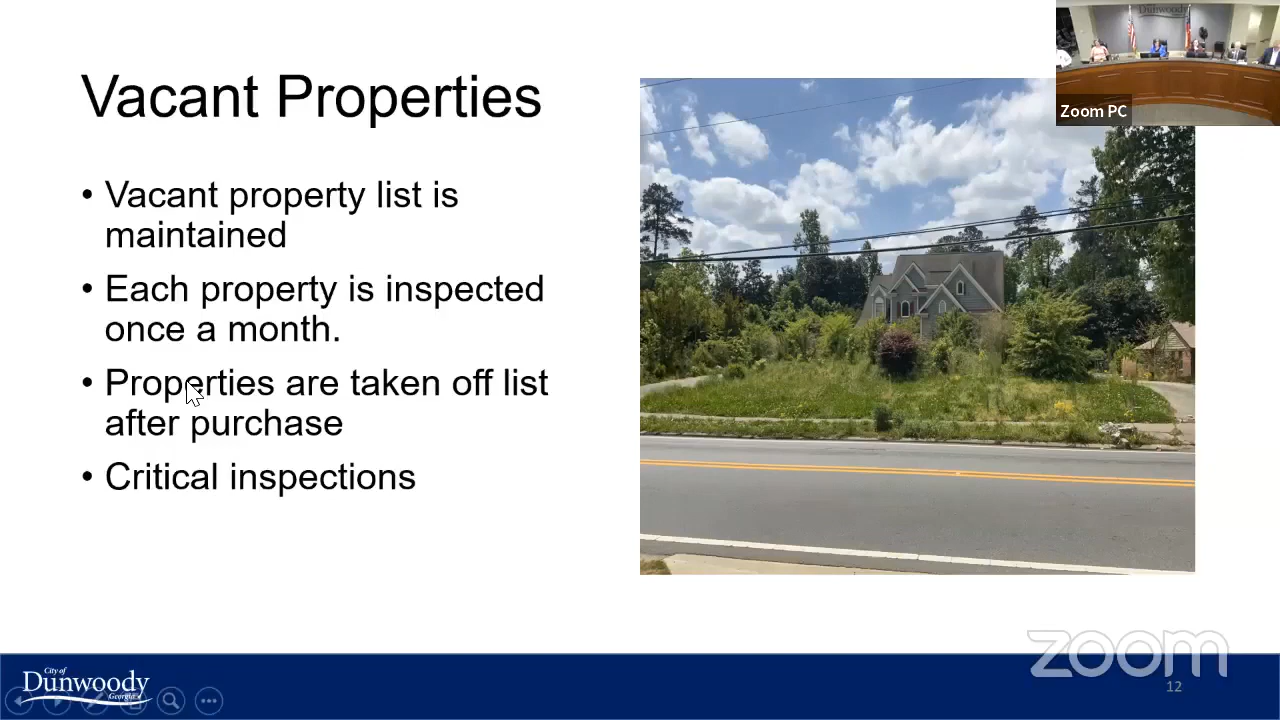 Dunwoody
Zoom PC
Vacant Properties
• Vacant property list is
maintained
• Each property is inspected
once a month.
• Properties are taken off list
after purchase
• Critical inspections
zoom
City of
Dunwoody
Georgia
12